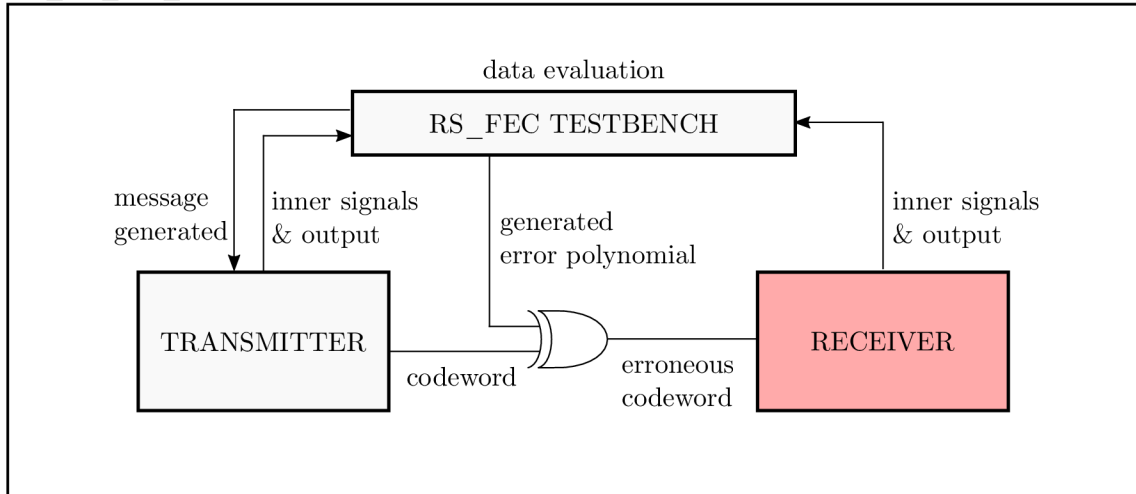 data evaluation
RS_FEC TESTBENCH
message
generated
inner signals
& output
generated
error polynomial
inner signals
& output
TRANSMITTER
RECEIVER
codeword
erroneous
codeword